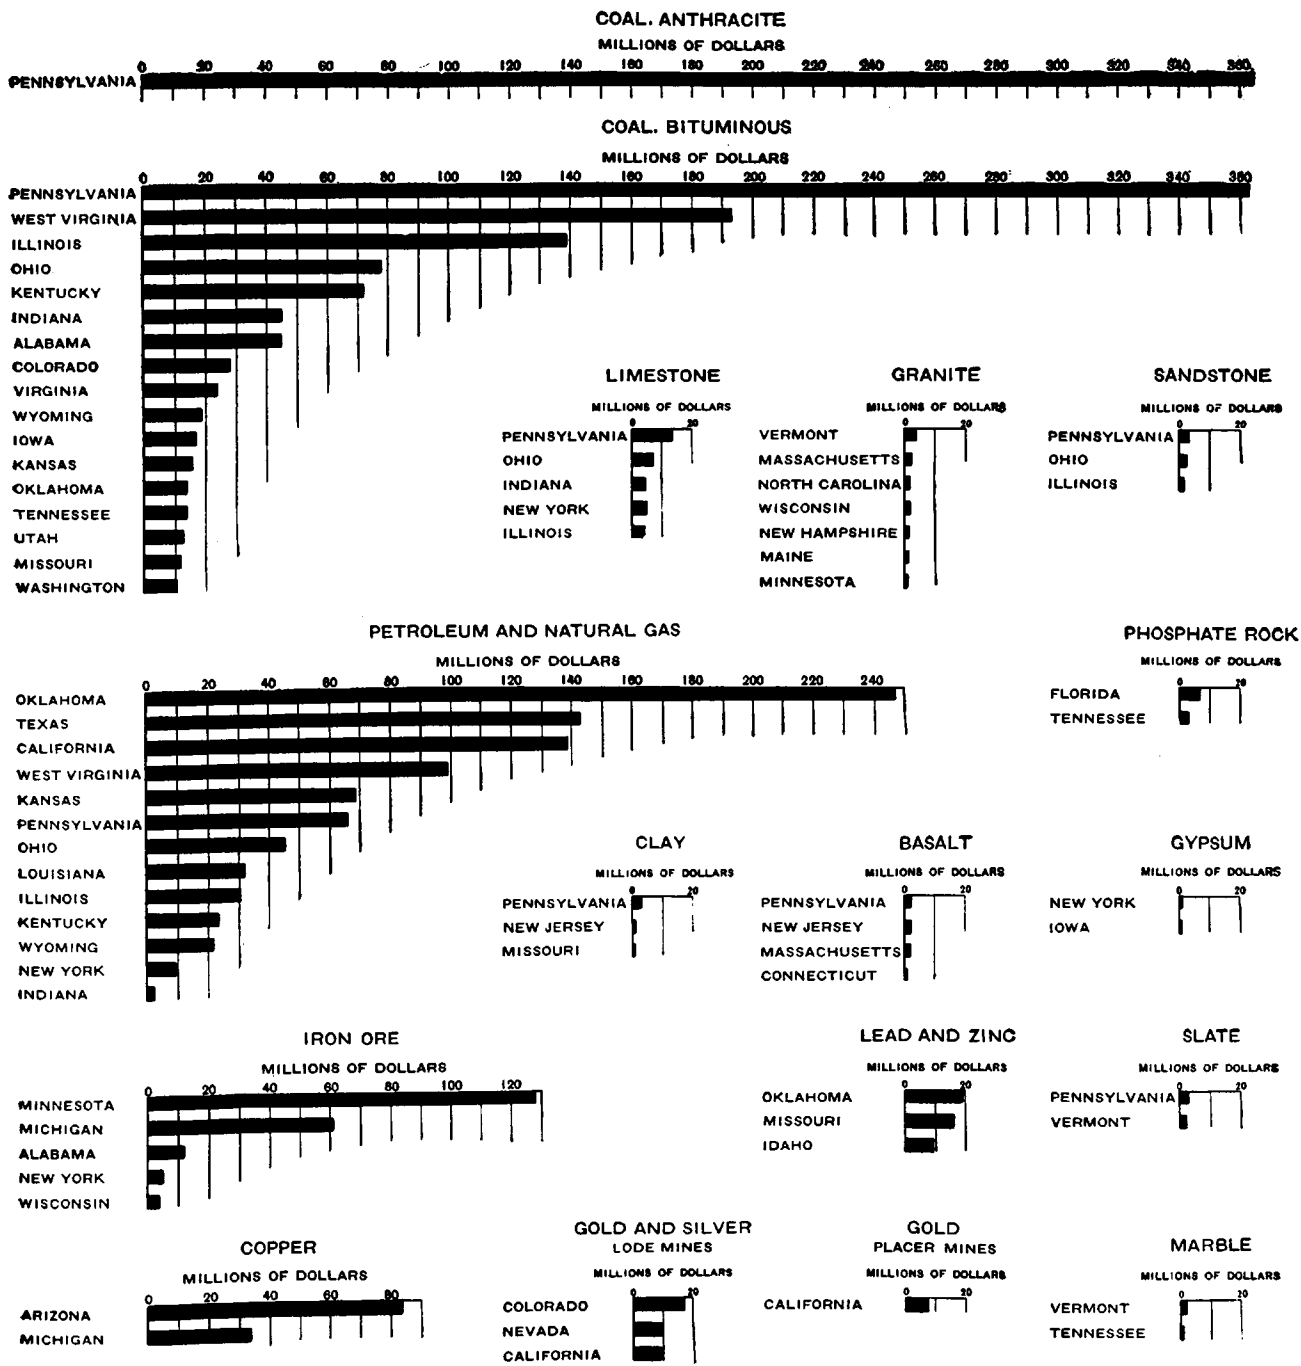 COAL. ANTHRACITE
MILLIONS OF DOLLARS
0 20 40 60 80 100 120 140 160 180 200 220 240 260 280 300 320 340 360
PENNSYLVANIA
COAL. BITUMINOUS
MILLIONS OF DOLLARS
0 20 40 60 80 100 120 140 160 180 200 220 240 260 280 300 320 340 360
PENNSYLVANIA
WEST VIRGINIA
ILLINOIS
OHIO
KENTUCKY
INDIANA
ALABAMA
COLORADO
VIRGINIA
WYOMING
IOWA
KANSAS
OKLAHOMA
TENNESSEE
UTAH
MISSOURI
WASHINGTON
LIMESTONE
MILLIONS OF DOLLARS
0 20
PENNSYLVANIA
OHIO
INDIANA
NEW YORK
ILLINOIS
GRANITE
MILLIONS OF DOLLARS
0 20
VERMONT
MASSACHUSETTS
NORTH CAROLINA
WISCONSIN
NEW HAMPSHIRE
MAINE
MINNESOTA
SANDSTONE
MILLIONS OF DOLLARS
0 20
PENNSYLVANIA
OHIO
ILLINOIS
PETROLEUM AND NATURAL GAS
MILLIONS OF DOLLARS
0 20 40 60 80 100 120 140 160 180 200 220 240
OKLAHOMA
TEXAS
CALIFORNIA
WEST VIRGINIA
KANSAS
PENNSYLVANIA
OHIO
LOUISIANA
ILLINOIS
KENTUCKY
WYOMING
NEW YORK
INDIANA
PHOSPHATE ROCK
MILLIONS OF DOLLARS
0 20
FLORIDA
TENNESSEE
CLAY
MILLIONS OF DOLLARS
0 20
PENNSYLVANIA
NEW JERSEY
MISSOURI
BASALT
MILLIONS OF DOLLARS
0 20
PENNSYLVANIA
NEW JERSEY
MASSACHUSETTS
CONNECTICUT
GYPSUM
MILLIONS OF DOLLARS
0 20
NEW YORK
IOWA
IRON ORE
MILLIONS OF DOLLARS
0 20 40 60 80 100 120
MINNESOTA
MICHIGAN
ALABAMA
NEW YORK
WISCONSIN
LEAD AND ZINC
MILLIONS OF DOLLARS
0 20
OKLAHOMA
MISSOURI
IDAHO
SLATE
MILLIONS OF DOLLARS
0 20
PENNSYLVANIA
VERMONT
COPPER
MILLIONS OF DOLLARS
0 20 40 60 80
ARIZONA
MICHIGAN
GOLD AND SILVER
LODE MINES
MILLIONS OF DOLLARS
0 20
COLORADO
NEVADA
CALIFORNIA
GOLD
PLACER MINES
MILLIONS OF DOLLARS
0 20
CALIFORNIA
MARBLE
MILLIONS OF DOLLARS
0 20
VERMONT
TENNESSEE